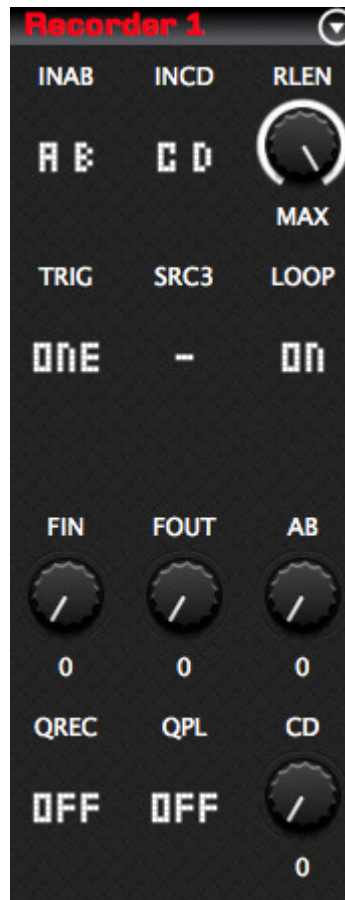 Recorder 1
INAB INCD RLEN
A B C D
MAX
TRIG SRC3 LOOP
ONE - ON
FIN FOUT AB
0 0 0
QREC QPL CD
OFF OFF
0